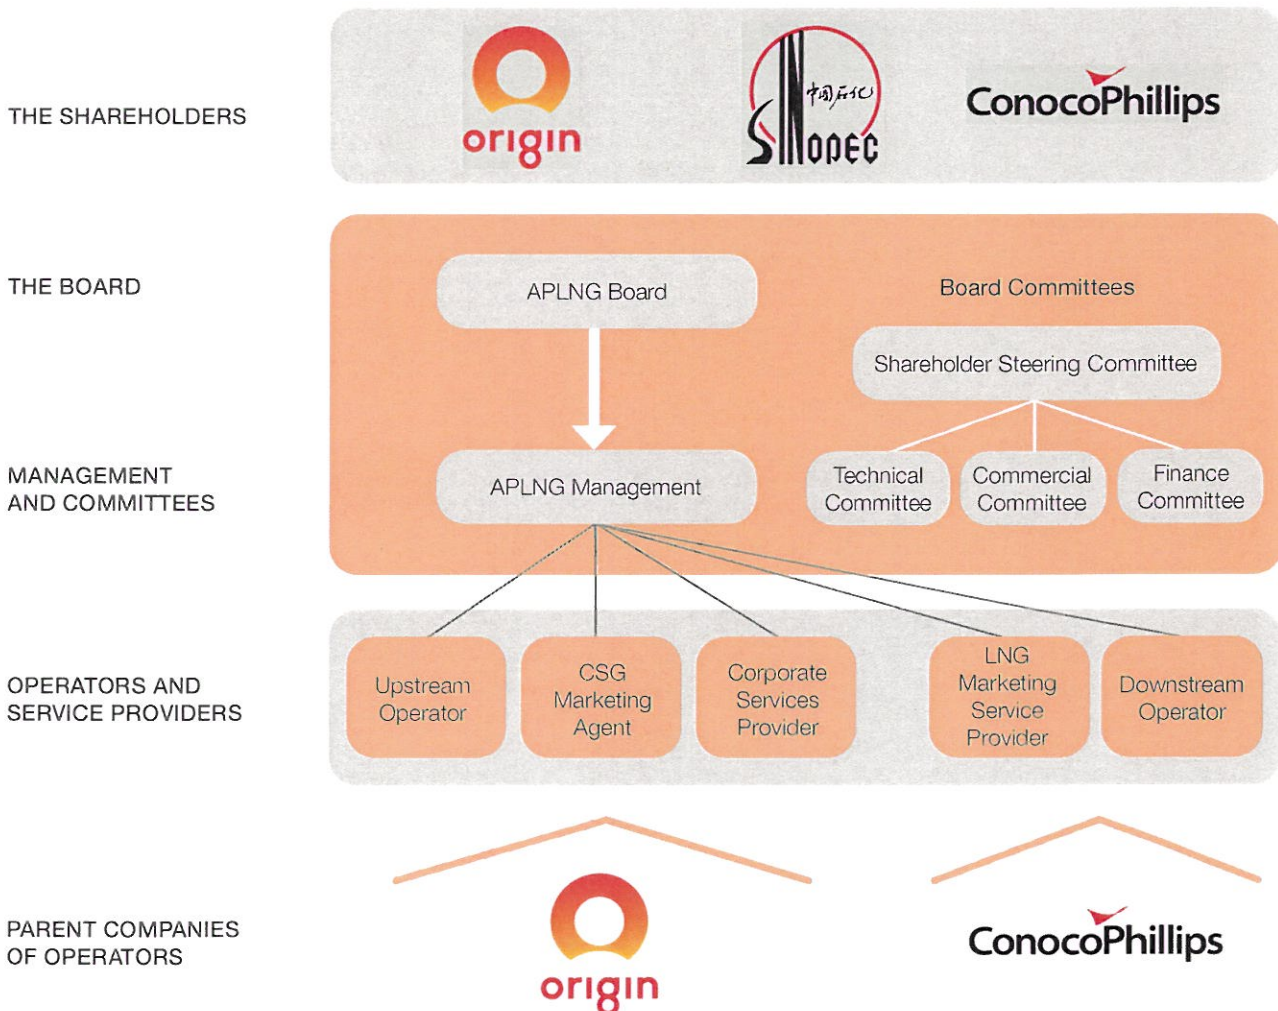 THE SHAREHOLDERS
origin
中国石化
SINOPEC
ConocoPhillips
THE BOARD
APLNG Board
Board Committees
Shareholder Steering Committee
MANAGEMENT
AND COMMITTEES
APLNG Management
Technical
Committee
Commercial
Committee
Finance
Committee
OPERATORS AND
SERVICE PROVIDERS
Upstream
Operator
CSG
Marketing
Agent
Corporate
Services
Provider
LNG
Marketing
Service
Provider
Downstream
Operator
PARENT COMPANIES
OF OPERATORS
origin
ConocoPhillips